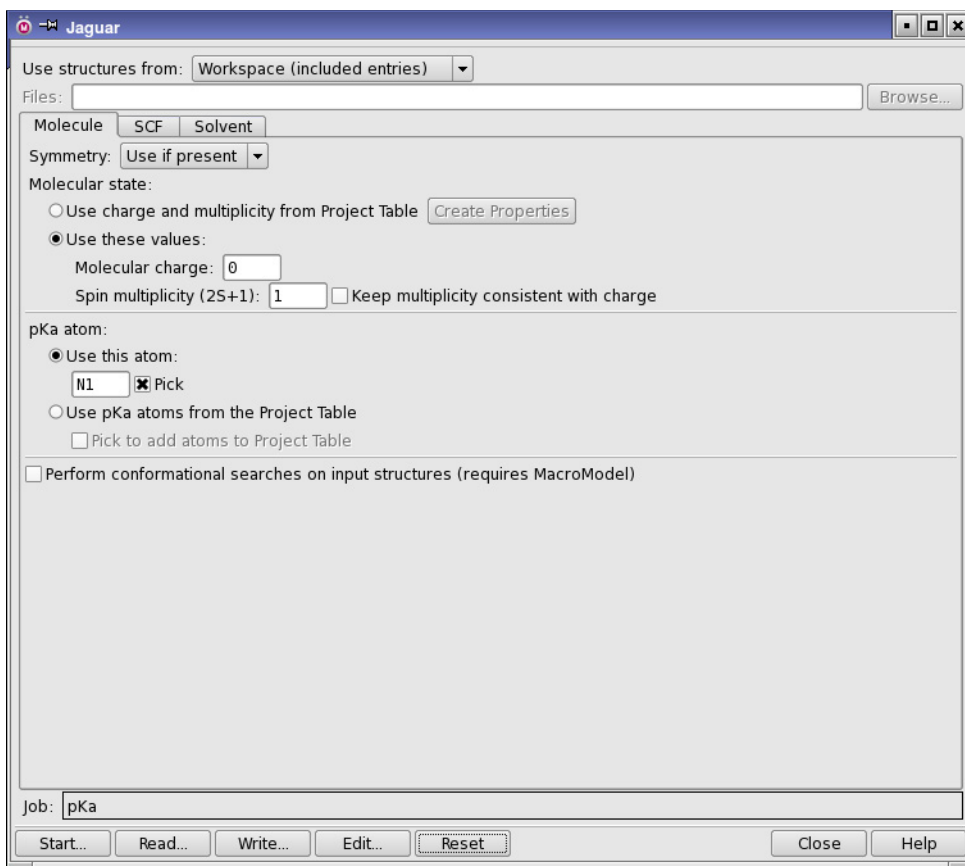 Jaguar
Use structures from: Workspace (included entries)
Files: Browse...
Molecule SCF Solvent
Symmetry: Use if present
Molecular state:
Use charge and multiplicity from Project Table Create Properties
Use these values:
Molecular charge: 0
Spin multiplicity (2S+1): 1 Keep multiplicity consistent with charge
pKa atom:
Use this atom:
N1 Pick
Use pKa atoms from the Project Table
Pick to add atoms to Project Table
Perform conformational searches on input structures (requires MacroModel)
Job: pKa
Start... Read... Write... Edit... Reset Close Help